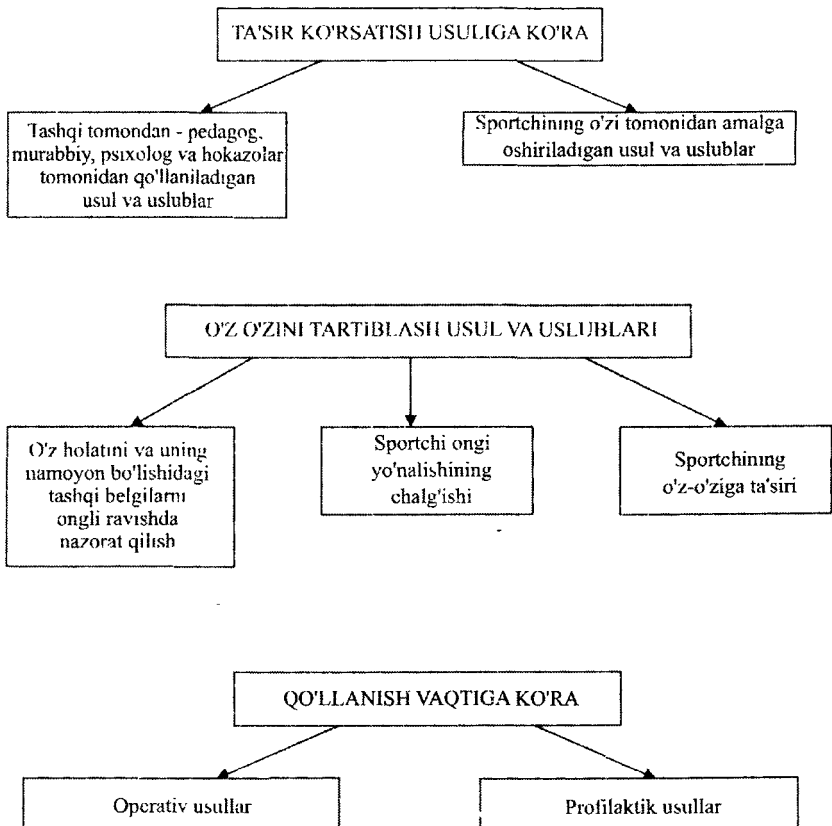 TA'SIR KO'RSATISH USULIGA KO'RA
Tashqi tomondan - pedagog,
murabbiy, psixolog va hokazolar
tomonidan qo'llaniladigan
usul va uslublar
Sportchining o'zi tomonidan amalga
oshiriladigan usul va uslublar
O'Z O'ZINI TARTIBLASH USUL VA USLUBLARI
O'z holatini va uning
namoyon bo'lishidagi
tashqi belgilarni
ongli ravishda
nazorat qilish
Sportchi ongi
yo'nalishining
chalg'ishi
Sportchining
o'z-o'ziga ta'siri
QO'LLANISH VAQTIGA KO'RA
Operativ usullar
Profilaktik usullar